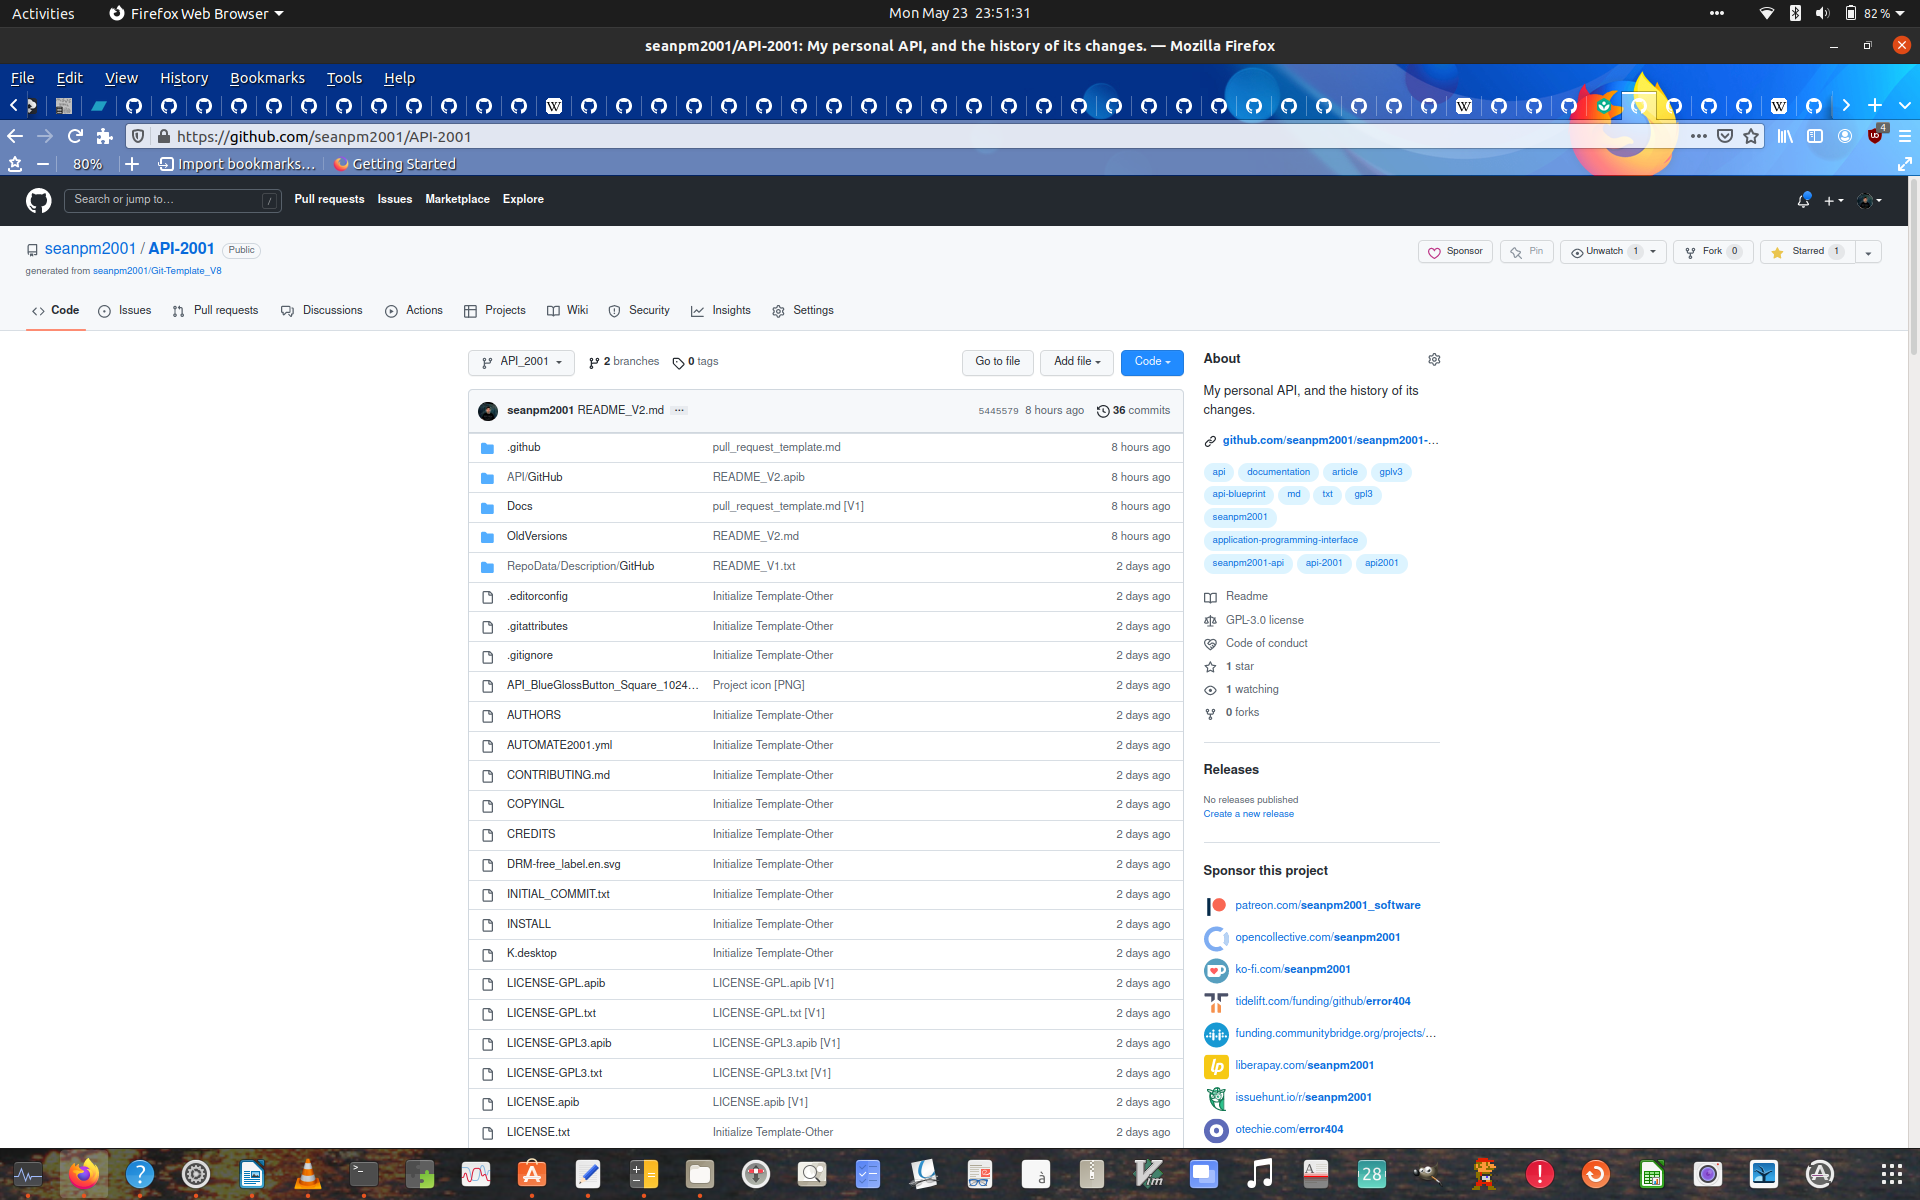 Activities
Firefox Web Browser
Mon May 23 23:51:31
82 %
seanpm2001/API-2001: My personal API, and the history of its changes. — Mozilla Firefox
File Edit View History Bookmarks Tools Help
https://github.com/seanpm2001/API-2001
4
80%
Import bookmarks…
Getting Started
Search or jump to… /
Pull requests Issues Marketplace Explore
seanpm2001 / API-2001 Public
Sponsor Pin Unwatch 1 Fork 0 Starred 1
generated from seanpm2001/Git-Template_V8
Code Issues Pull requests Discussions Actions Projects Wiki Security Insights Settings
API_2001 2 branches 0 tags Go to file Add file Code
seanpm2001 README_V2.md ... 5445579 8 hours ago 36 commits
.github pull_request_template.md 8 hours ago
API/GitHub README_V2.apib 8 hours ago
Docs pull_request_template.md [V1] 8 hours ago
OldVersions README_V2.md 8 hours ago
RepoData/Description/GitHub README_V1.txt 2 days ago
.editorconfig Initialize Template-Other 2 days ago
.gitattributes Initialize Template-Other 2 days ago
.gitignore Initialize Template-Other 2 days ago
API_BlueGlossButton_Square_1024... Project icon [PNG] 2 days ago
AUTHORS Initialize Template-Other 2 days ago
AUTOMATE2001.yml Initialize Template-Other 2 days ago
CONTRIBUTING.md Initialize Template-Other 2 days ago
COPYINGL Initialize Template-Other 2 days ago
CREDITS Initialize Template-Other 2 days ago
DRM-free_label.en.svg Initialize Template-Other 2 days ago
INITIAL_COMMIT.txt Initialize Template-Other 2 days ago
INSTALL Initialize Template-Other 2 days ago
K.desktop Initialize Template-Other 2 days ago
LICENSE-GPL.apib LICENSE-GPL.apib [V1] 2 days ago
LICENSE-GPL.txt LICENSE-GPL.txt [V1] 2 days ago
LICENSE-GPL3.apib LICENSE-GPL3.apib [V1] 2 days ago
LICENSE-GPL3.txt LICENSE-GPL3.txt [V1] 2 days ago
LICENSE.apib LICENSE.apib [V1] 2 days ago
LICENSE.txt Initialize Template-Other 2 days ago
About
My personal API, and the history of its
changes.
github.com/seanpm2001/seanpm2001-...
api documentation article gplv3
api-blueprint md txt gpl3
seanpm2001
application-programming-interface
seanpm2001-api api-2001 api2001
Readme
GPL-3.0 license
Code of conduct
1 star
1 watching
0 forks
Releases
No releases published
Create a new release
Sponsor this project
patreon.com/seanpm2001_software
opencollective.com/seanpm2001
ko-fi.com/seanpm2001
tidelift.com/funding/github/error404
funding.communitybridge.org/projects/...
lp liberapay.com/seanpm2001
issuehunt.io/r/seanpm2001
otechie.com/error404
28